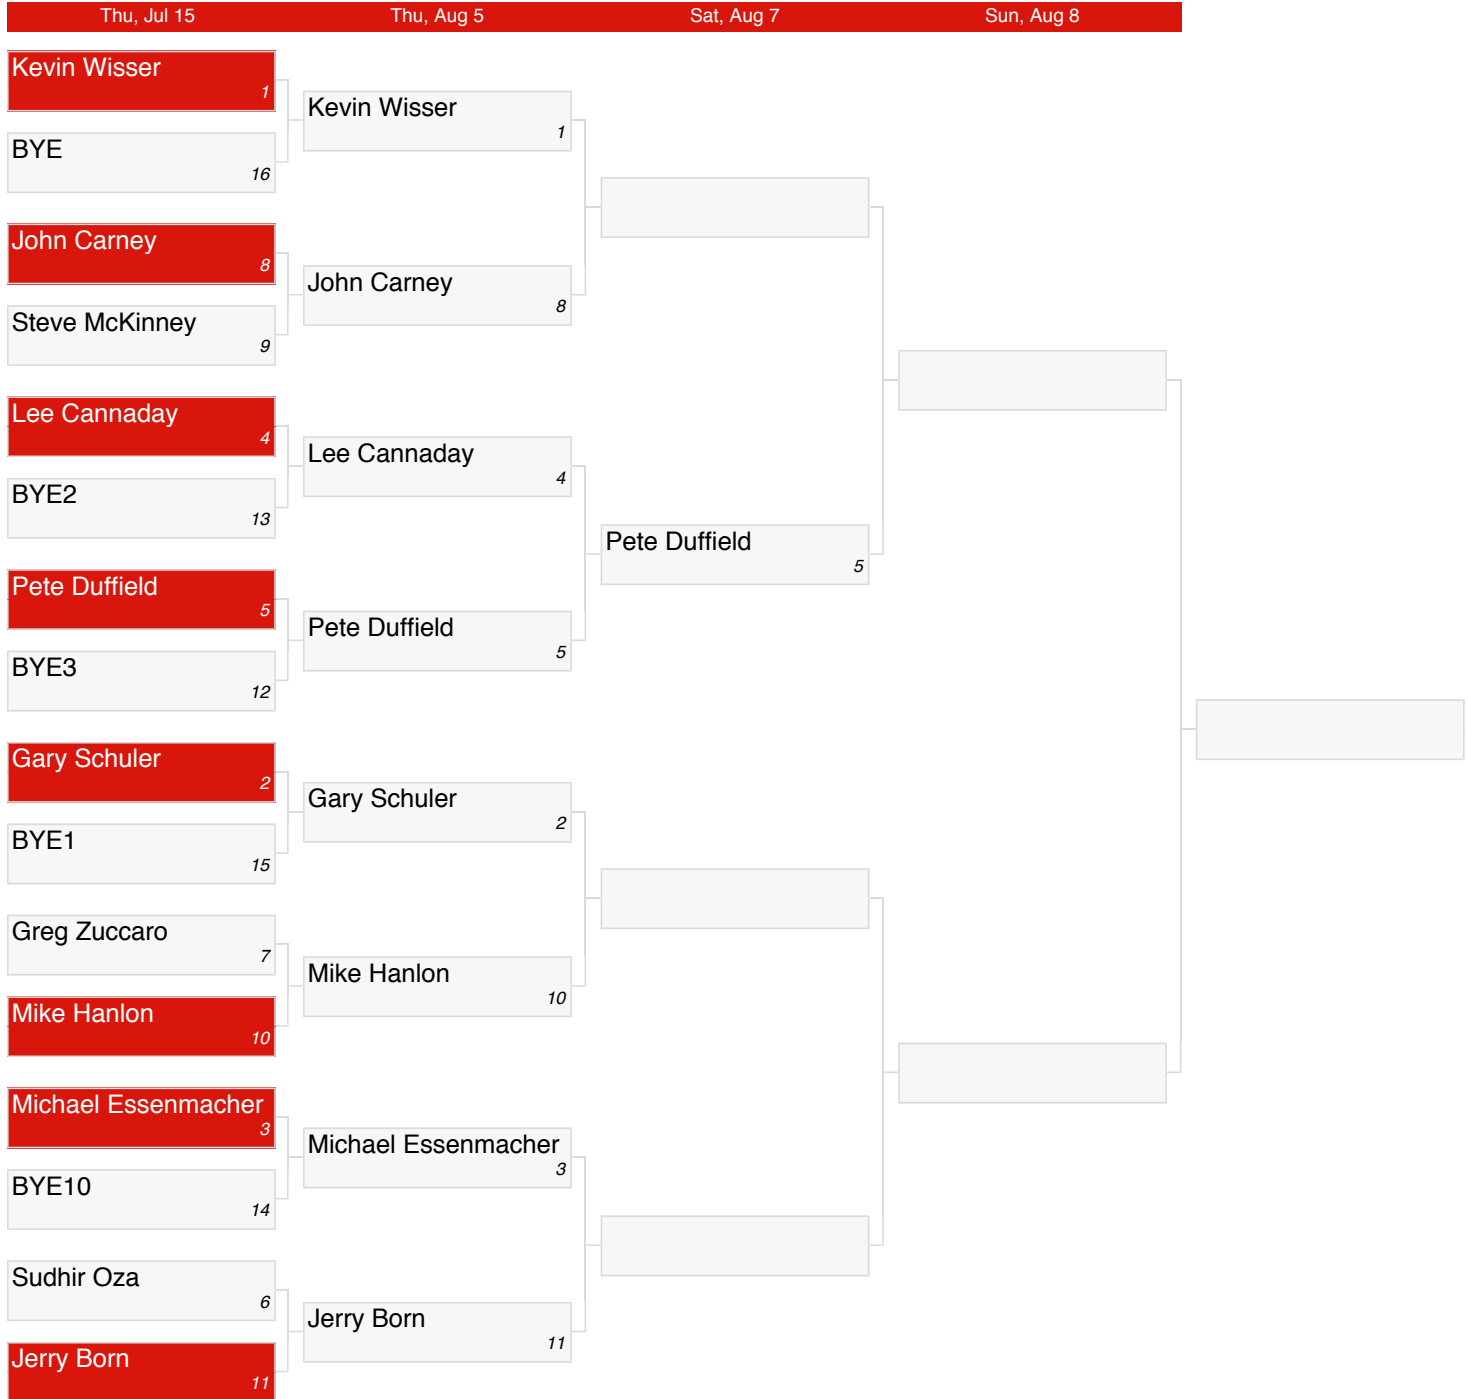 Thu, Jul 15
Thu, Aug 5
Sat, Aug 7
Sun, Aug 8
Kevin Wisser
1
BYE
16
John Carney
8
Steve McKinney
9
Lee Cannaday
4
BYE2
13
Pete Duffield
5
BYE3
12
Gary Schuler
2
BYE1
15
Greg Zuccaro
7
Mike Hanlon
10
Michael Essenmacher
3
BYE10
14
Sudhir Oza
6
Jerry Born
11
Kevin Wisser
1
John Carney
8
Lee Cannaday
4
Pete Duffield
5
Gary Schuler
2
Mike Hanlon
10
Michael Essenmacher
3
Jerry Born
11
Pete Duffield
5